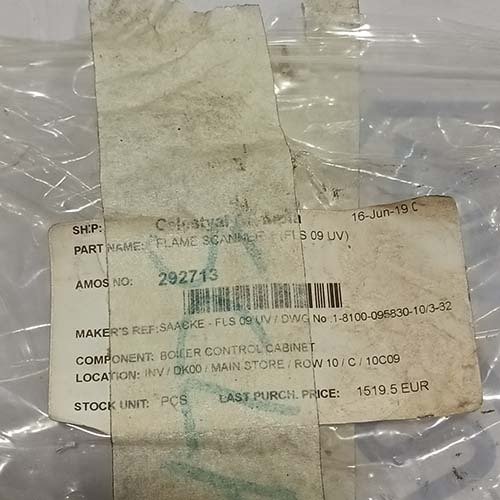 SHIP: Celestyal 16-Jun-19
PART NAME: FLAME SCANNER (FLS 09 UV)
AMOS NO: 292713
MAKER'S REF: SAACKE - FLS 09 UV / DWG No .1-8100-095830-10/3-32
COMPONENT: BOILER CONTROL CABINET
LOCATION: INV / DK00 / MAIN STORE / ROW 10 / C / 10C09
STOCK UNIT: PCS LAST PURCH. PRICE: 1519.5 EUR